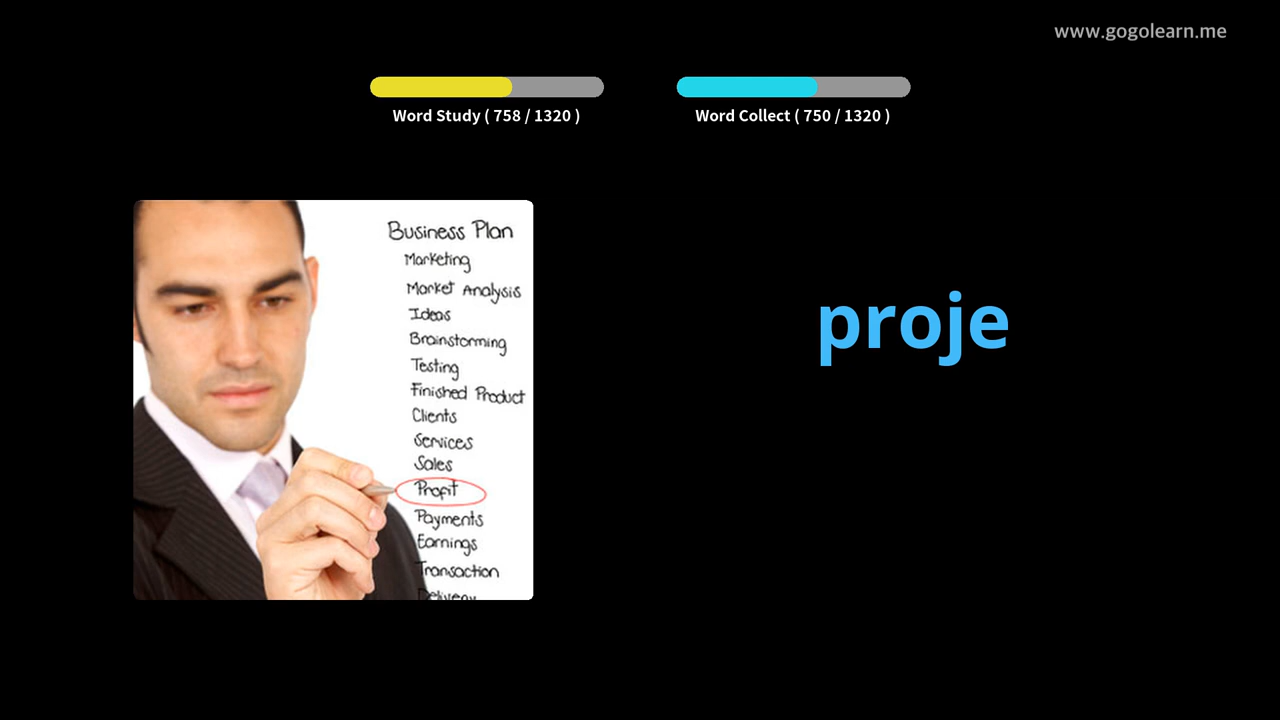 www.gogolearn.me
Word Study ( 758 / 1320 )
Word Collect ( 750 / 1320 )
Business Plan
Marketing
Market Analysis
Ideas
Brainstorming
Testing
Finished Product
Clients
Services
Sales
Profit
Payments
Earnings
Transaction
Delivery
proje